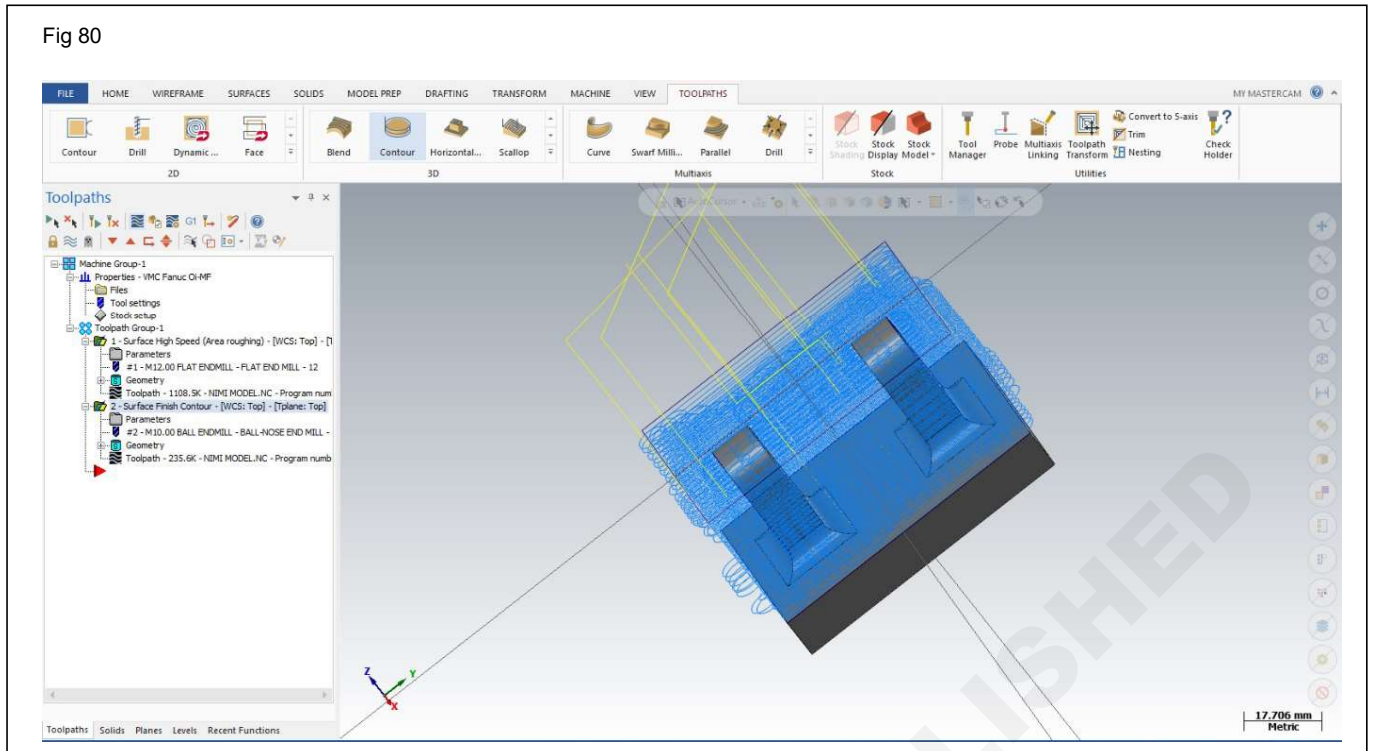 Fig 80
FILE HOME WIREFRAME SURFACES SOLIDS MODEL PREP DRAFTING TRANSFORM MACHINE VIEW TOOLPATHS MY MASTERCAM
Contour Drill Dynamic ... Face Blend Contour Horizontal... Scallop Curve Swarf Milli... Parallel Drill Stock Shading Stock Display Stock Model Tool Manager Probe Multiaxis Linking Toolpath Transform Convert to 5-axis Trim Nesting Check Holder
2D 3D Multiaxis Stock Utilities
Toolpaths
G1
Machine Group-1
Properties - VMC Fanuc Oi-MF
Files
Tool settings
Stock setup
Toolpath Group-1
1 - Surface High Speed (Area roughing) - [WCS: Top] - [T
Parameters
#1 - M12.00 FLAT ENDMILL - FLAT END MILL - 12
Geometry
Toolpath - 1108.5K - NIMI MODEL.NC - Program num
2 - Surface Finish Contour - [WCS: Top] - [Tplane: Top]
Parameters
#2 - M10.00 BALL ENDMILL - BALL-NOSE END MILL -
Geometry
Toolpath - 235.6K - NIMI MODEL.NC - Program numb
Z Y
X
17.706 mm
Metric
Toolpaths Solids Planes Levels Recent Functions
LISHED